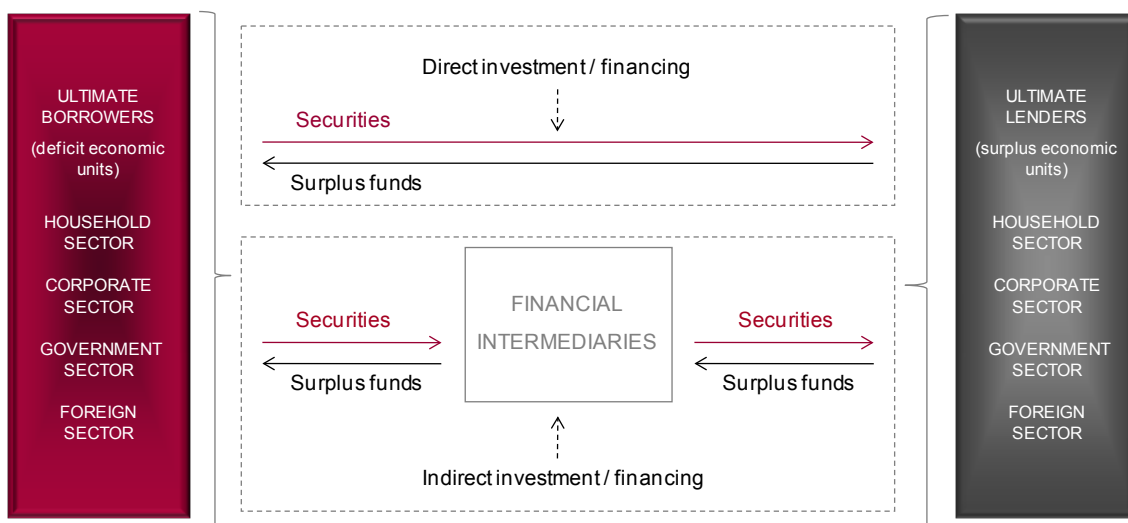 ULTIMATE
BORROWERS
(deficit economic
units)
HOUSEHOLD
SECTOR
CORPORATE
SECTOR
GOVERNMENT
SECTOR
FOREIGN
SECTOR
Direct investment / financing
Securities
Surplus funds
Securities
Surplus funds
FINANCIAL
INTERMEDIARIES
Securities
Surplus funds
Indirect investment / financing
ULTIMATE
LENDERS
(surplus economic
units)
HOUSEHOLD
SECTOR
CORPORATE
SECTOR
GOVERNMENT
SECTOR
FOREIGN
SECTOR